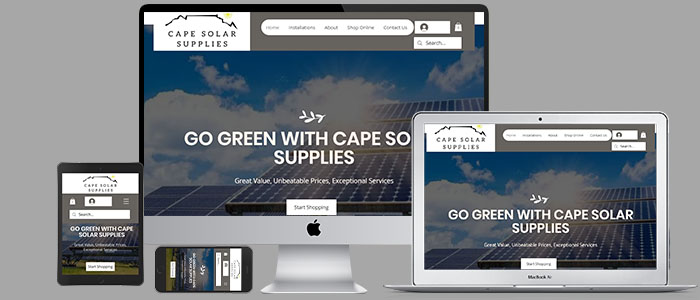 CAPE SOLAR
SUPPLIES
Home Installations About Shop Online Contact Us
Search...
GO GREEN WITH CAPE SO
SUPPLIES
Great Value, Unbeatable Prices, Exceptional Services
Start Shopping
CAPE SOLAR
SUPPLIES
Home Installations About Shop Online Contact Us
Search...
GO GREEN WITH CAPE SOLAR
SUPPLIES
Great Value, Unbeatable Prices, Exceptional Services
Start Shopping
MacBook Air
CAPE SOLAR
SUPPLIES
Search...
GO GREEN WITH CAPE
SOLAR SUPPLIES
Great Value, Unbeatable Prices,
Exceptional Services
Start Shopping